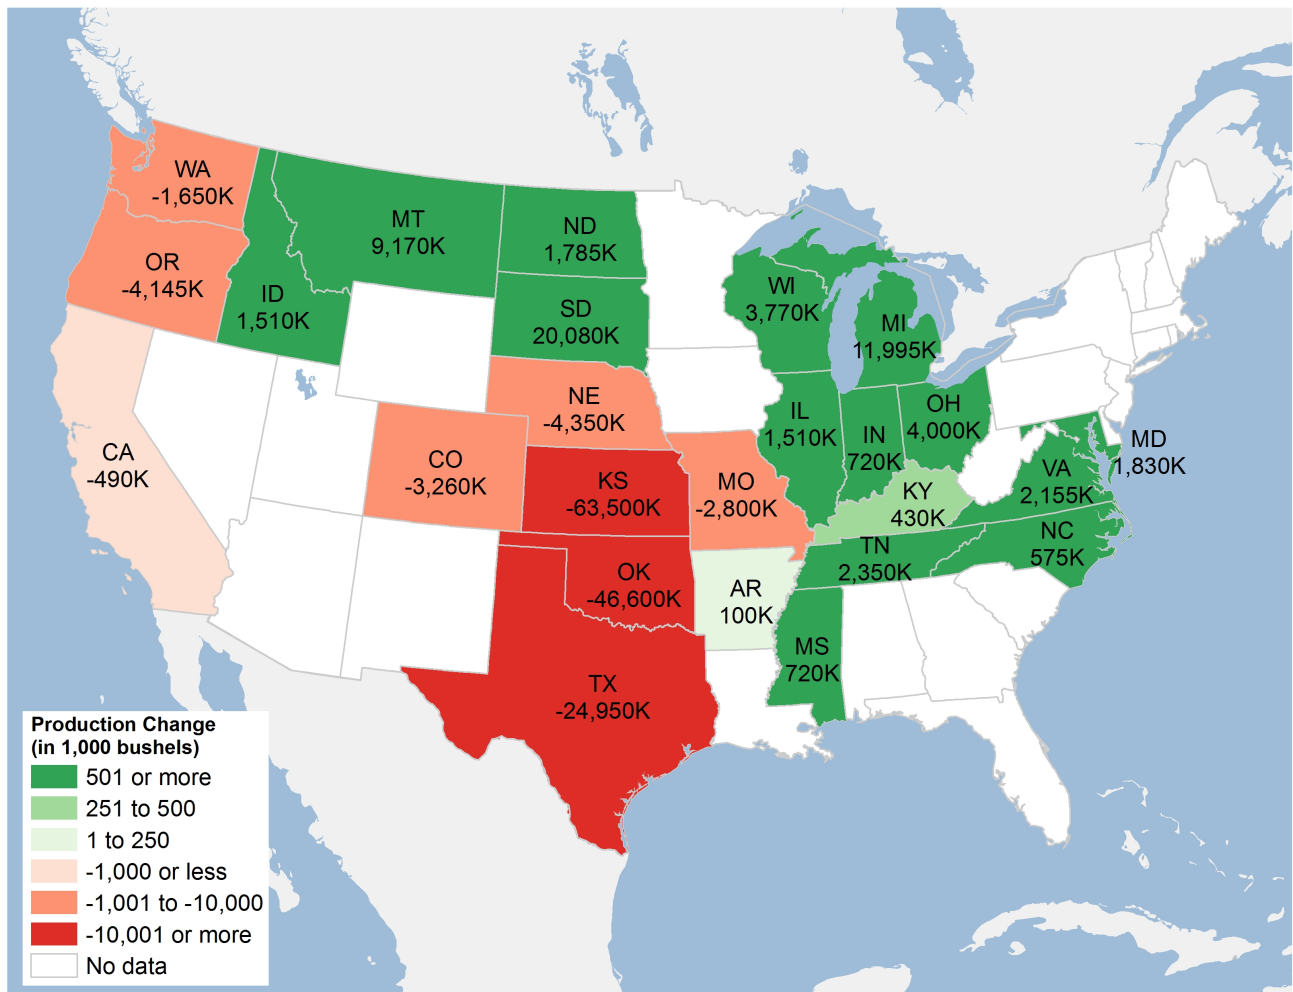 WA
-1,650K
MT
9,170K
ND
1,785K
OR
-4,145K
ID
1,510K
SD
20,080K
WI
3,770K
MI
11,995K
NE
-4,350K
IL
1,510K
IN
720K
OH
4,000K
CA
-490K
CO
-3,260K
KS
-63,500K
MO
-2,800K
KY
430K
VA
2,155K
MD
1,830K
TN
2,350K
NC
575K
OK
-46,600K
AR
100K
MS
720K
TX
-24,950K
Production Change
(in 1,000 bushels)
501 or more
251 to 500
1 to 250
-1,000 or less
-1,001 to -10,000
-10,001 or more
No data